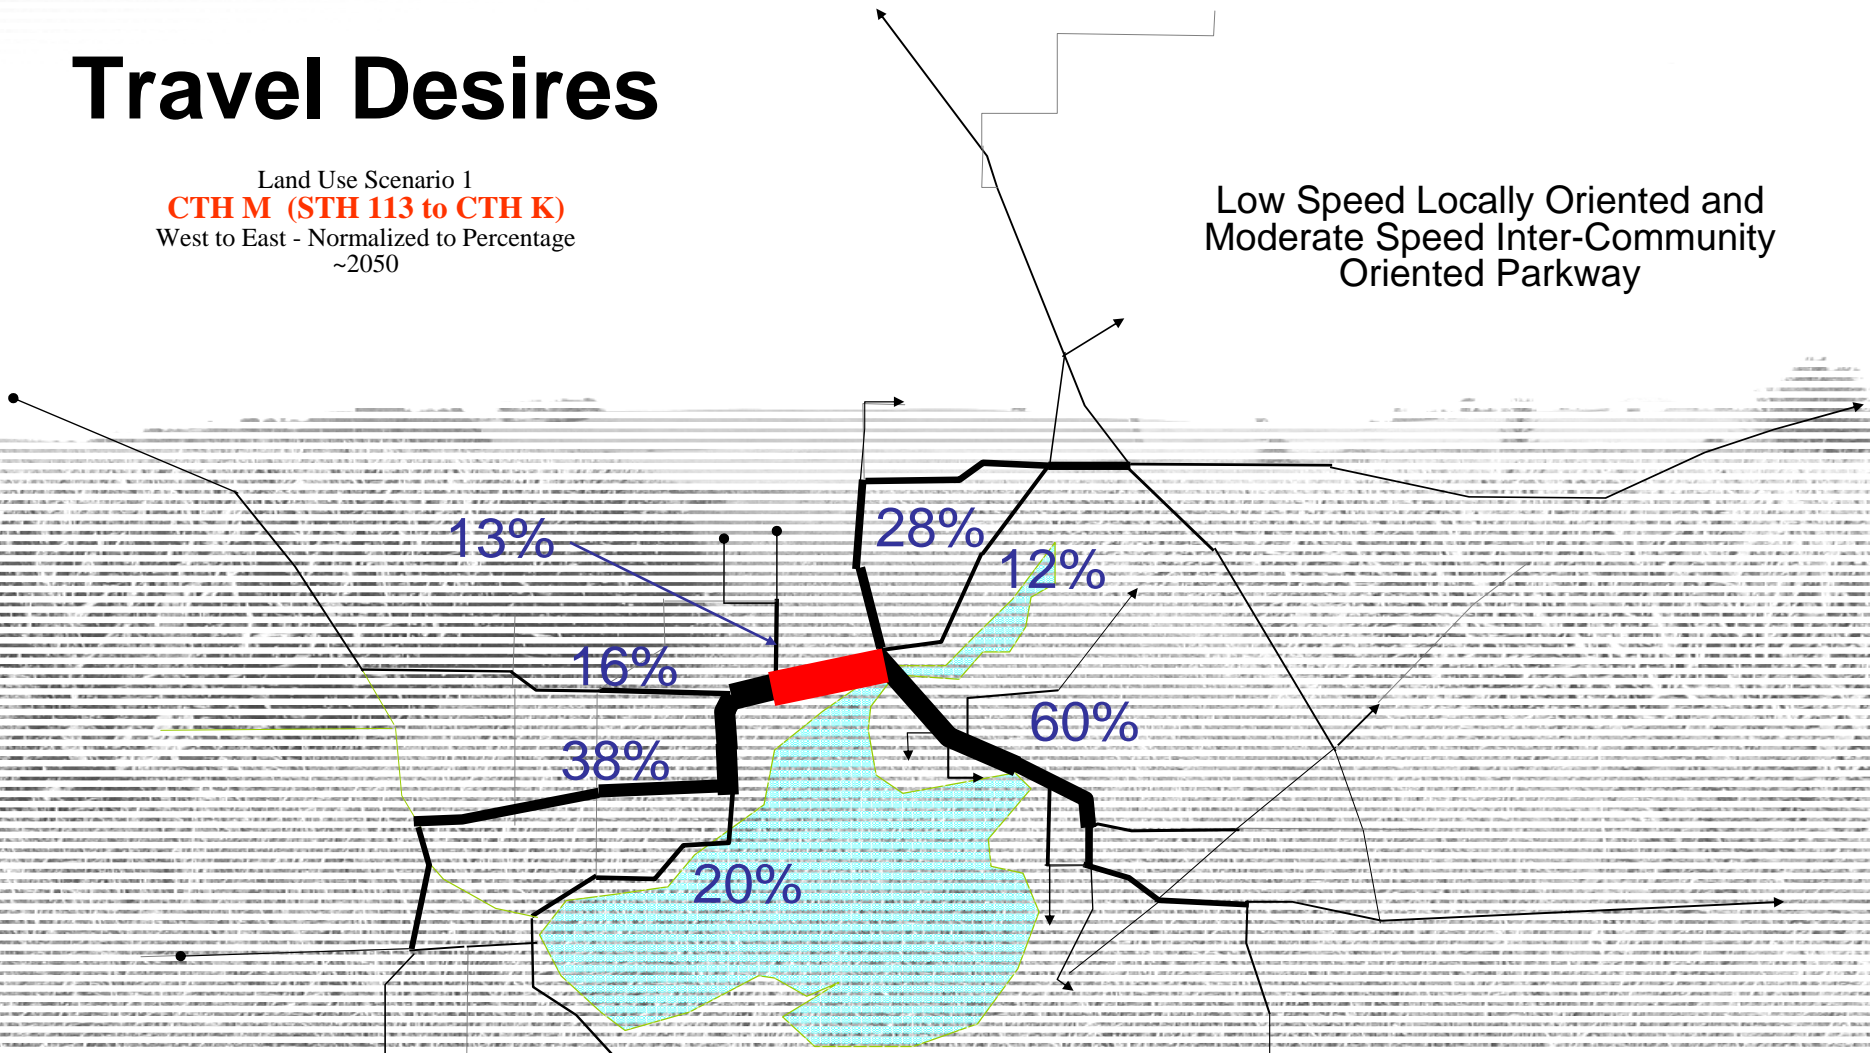 Travel Desires
Land Use Scenario 1
CTH M (STH 113 to CTH K)
West to East - Normalized to Percentage
~2050
Low Speed Locally Oriented and
Moderate Speed Inter-Community
Oriented Parkway
13%
28%
12%
16%
60%
38%
20%